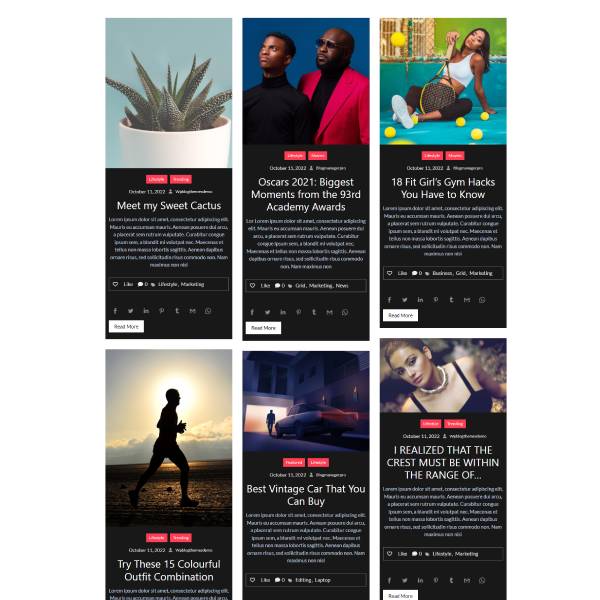 Lifestyle Trending
October 11, 2022 Wpblogthemesdemo
Meet my Sweet Cactus
Lorem ipsum dolor sit amet, consectetur adipiscing elit.
Mauris eu accumsan mauris. Aenean posuere dui arcu,
a placerat sem rutrum vulputate. Curabitur congue
ipsum sem, a blandit mi volutpat nec. Maecenas et
tellus non massa lobortis sagittis. Aenean dapibus
ornare risus, sed sollicitudin risus commodo non. Nam
maximus non nisi
Like 0 Lifestyle, Marketing
Read More
Lifestyle Trending
October 11, 2022 Wpblogthemesdemo
Try These 15 Colourful
Outfit Combination
Lorem ipsum dolor sit amet, consectetur adipiscing elit.
Lifestyle Movies
October 11, 2022
Oscars 2021: Biggest
Moments from the 93rd
Academy Awards
Lor Lorem ipsum dolor sit amet, consectetur adipiscing
elit. Mauris eu accumsan mauris. Aenean posuere dui
arcu, a placerat sem rutrum vulputate. Curabitur
congue ipsum sem, a blandit mi volutpat nec.
Maecenas et tellus non massa lobortis sagittis. Aenean
dapibus ornare risus, sed sollicitudin risus commodo
non. Nam maximus non
Like 0 Grid, Marketing, News
Read More
Featured Lifestyle
October 11, 2022
Best Vintage Car That You
Can Buy
Lorem ipsum dolor sit amet, consectetur adipiscing elit.
Mauris eu accumsan mauris. Aenean posuere dui arcu,
a placerat sem rutrum vulputate. Curabitur congue
ipsum sem, a blandit mi volutpat nec. Maecenas et
tellus non massa lobortis sagittis. Aenean dapibus
ornare risus, sed sollicitudin risus commodo non. Nam
maximus non nisl
Like 0 Editing, Laptop
Lifestyle Movies
October 11, 2022
18 Fit Girl's Gym Hacks
You Have to Know
Lorem ipsum dolor sit amet, consectetur adipiscing elit.
Mauris eu accumsan mauris. Aenean posuere dui arcu,
a placerat sem rutrum vulputate. Curabitur congue
ipsum sem, a blandit mi volutpat nec. Maecenas et
tellus non massa lobortis sagittis. Aenean dapibus
ornare risus, sed sollicitudin risus commodo non. Nam
maximus non nisi
Like 0 Business, Grid, Marketing
Read More
Lifestyle Trending
October 11, 2022 Wpblogthemesdemo
I REALIZED THAT THE
CREST MUST BE WITHIN
THE RANGE OF...
Lorem ipsum dolor sit amet, consectetur adipiscing elit.
Mauris eu accumsan mauris. Aenean posuere dui arcu,
a placerat sem rutrum vulputate. Curabitur congue
ipsum sem, a blandit mi volutpat nec. Maecenas et
tellus non massa lobortis sagittis. Aenean dapibus
ornare risus, sed sollicitudin risus commodo non. Nam
maximus non nisl
Like 0 Lifestyle, Marketing
Read More